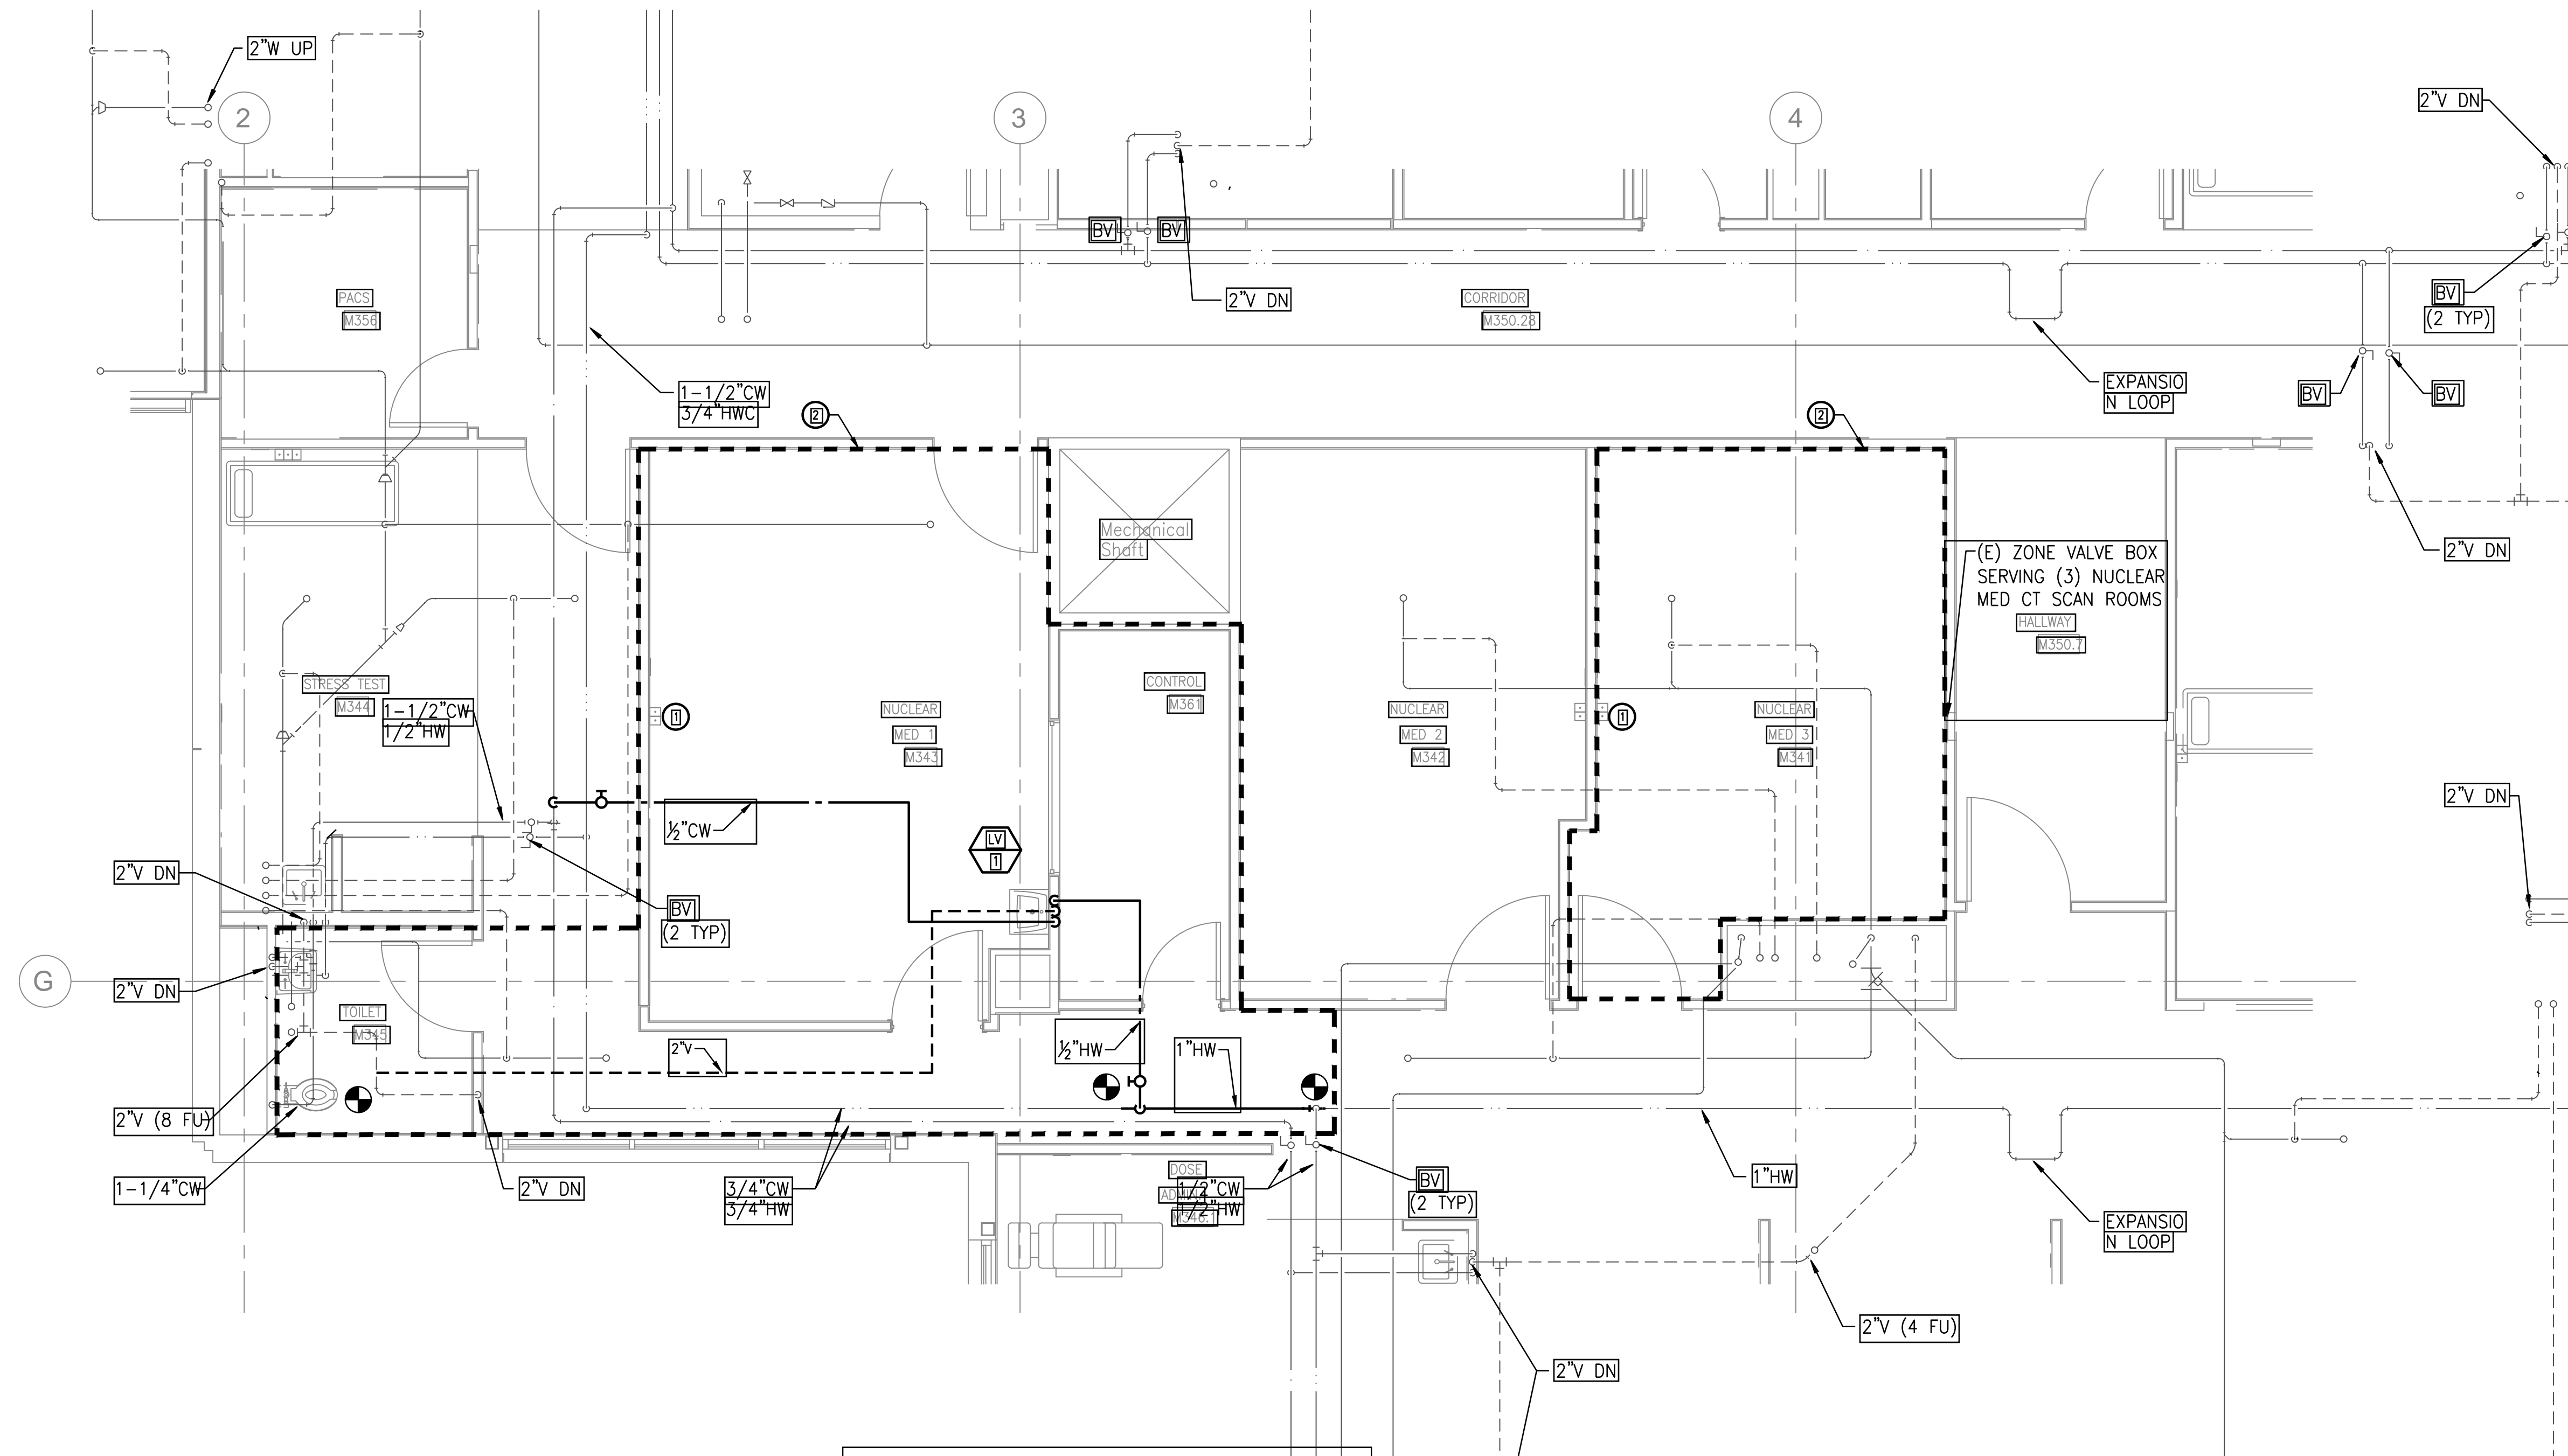 2"W UP
2
3
4
2"V DN
BV
BV
2"V DN
PACS
M356
CORRIDOR
M350.28
BV
(2 TYP)
1-1/2"CW
3/4"HWC
2
2
EXPANSIO
N LOOP
BV
BV
Mechanical
Shaft
2"V DN
(E) ZONE VALVE BOX
SERVING (3) NUCLEAR
MED CT SCAN ROOMS
HALLWAY
M350.7
STRESS TEST
M344
1-1/2"CW
1/2"HW
1
NUCLEAR
MED 1
M343
CONTROL
M361
NUCLEAR
MED 2
M342
1
NUCLEAR
MED 3
M341
½"CW
LV
1
2"V DN
2"V DN
BV
(2 TYP)
G
2"V DN
TOILET
M345
2"V
½"HW
1"HW
2"V (8 FU)
1-1/4"CW
2"V DN
3/4"CW
3/4"HW
DOSE
1/2"CW
1/2"HW
BV
(2 TYP)
1"HW
EXPANSIO
N LOOP
2"V (4 FU)
2"V DN